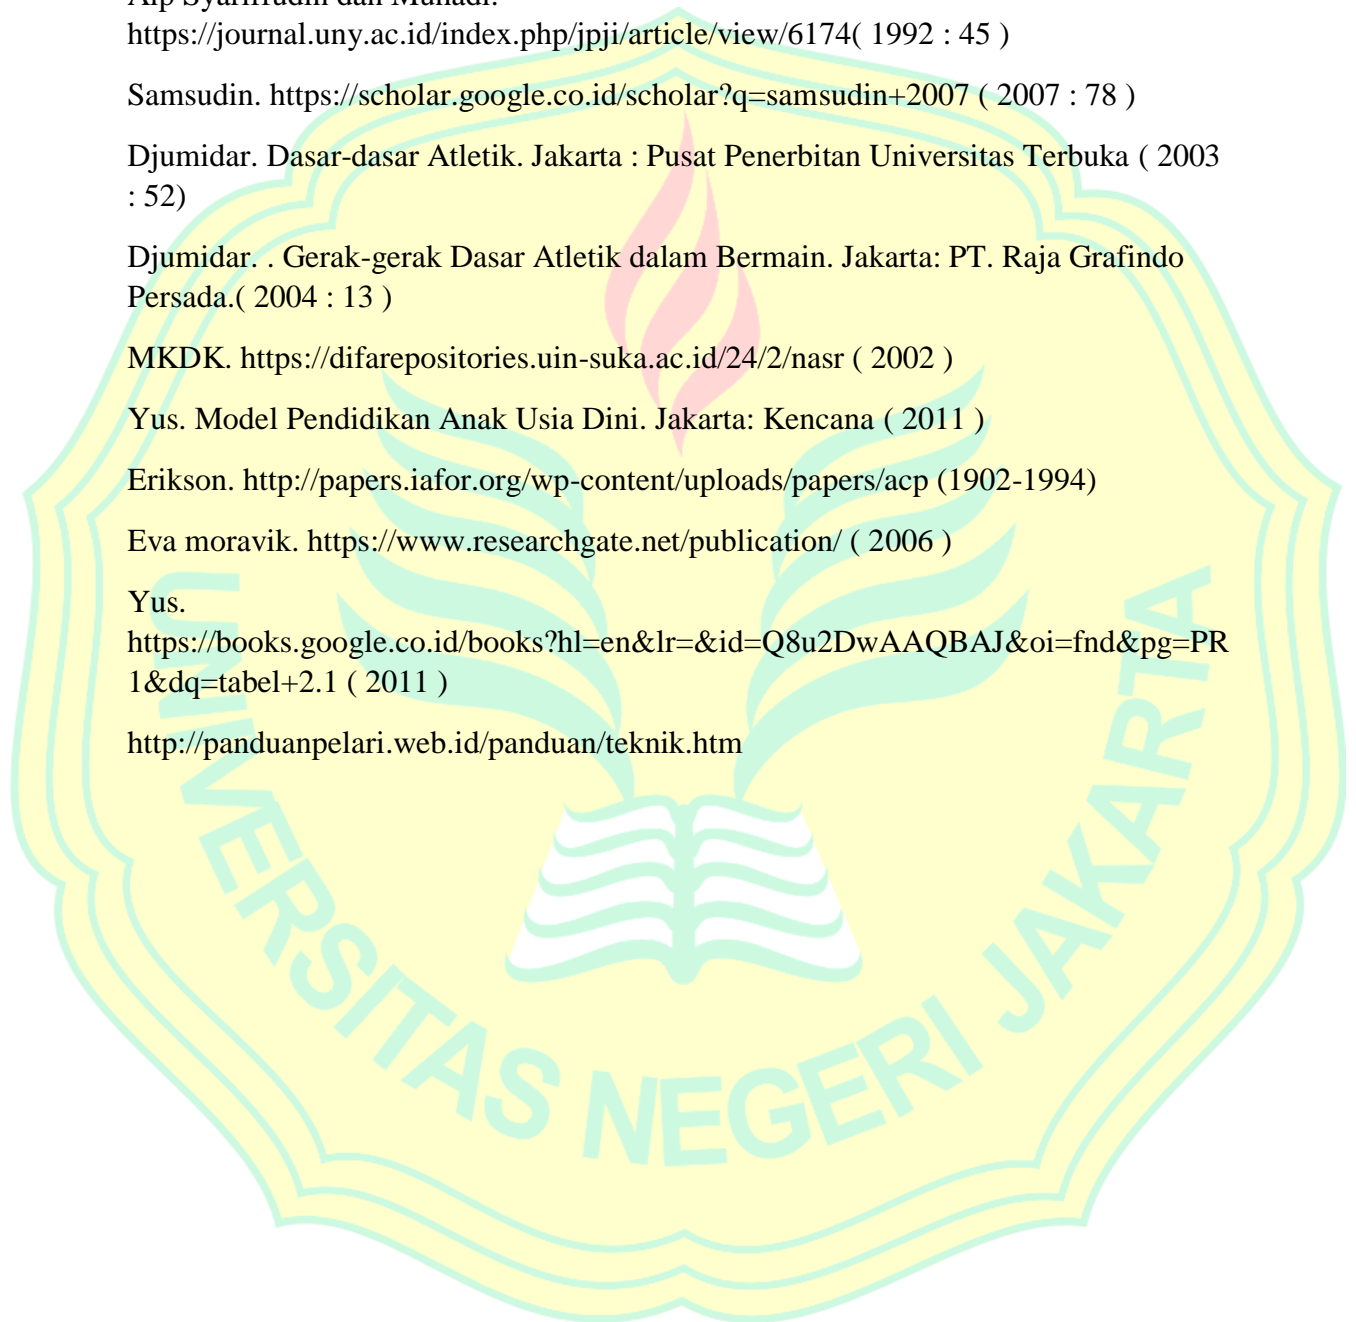 https://journal.uny.ac.id/index.php/jpji/article/view/6174( 1992 : 45 )
Samsudin. https://scholar.google.co.id/scholar?q=samsudin+2007 ( 2007 : 78 )
Djumidar. Dasar-dasar Atletik. Jakarta : Pusat Penerbitan Universitas Terbuka ( 2003
: 52)
Djumidar. . Gerak-gerak Dasar Atletik dalam Bermain. Jakarta: PT. Raja Grafindo
Persada.( 2004 : 13 )
MKDK. https://difarepositories.uin-suka.ac.id/24/2/nasr ( 2002 )
Yus. Model Pendidikan Anak Usia Dini. Jakarta: Kencana ( 2011 )
Erikson. http://papers.iafor.org/wp-content/uploads/papers/acp (1902-1994)
Eva moravik. https://www.researchgate.net/publication/ ( 2006 )
Yus.
https://books.google.co.id/books?hl=en&lr=&id=Q8u2DwAAQBAJ&oi=fnd&pg=PR
1&dq=tabel+2.1 ( 2011 )
http://panduanpelari.web.id/panduan/teknik.htm
UNIVERSITAS NEGERI JAKARTA